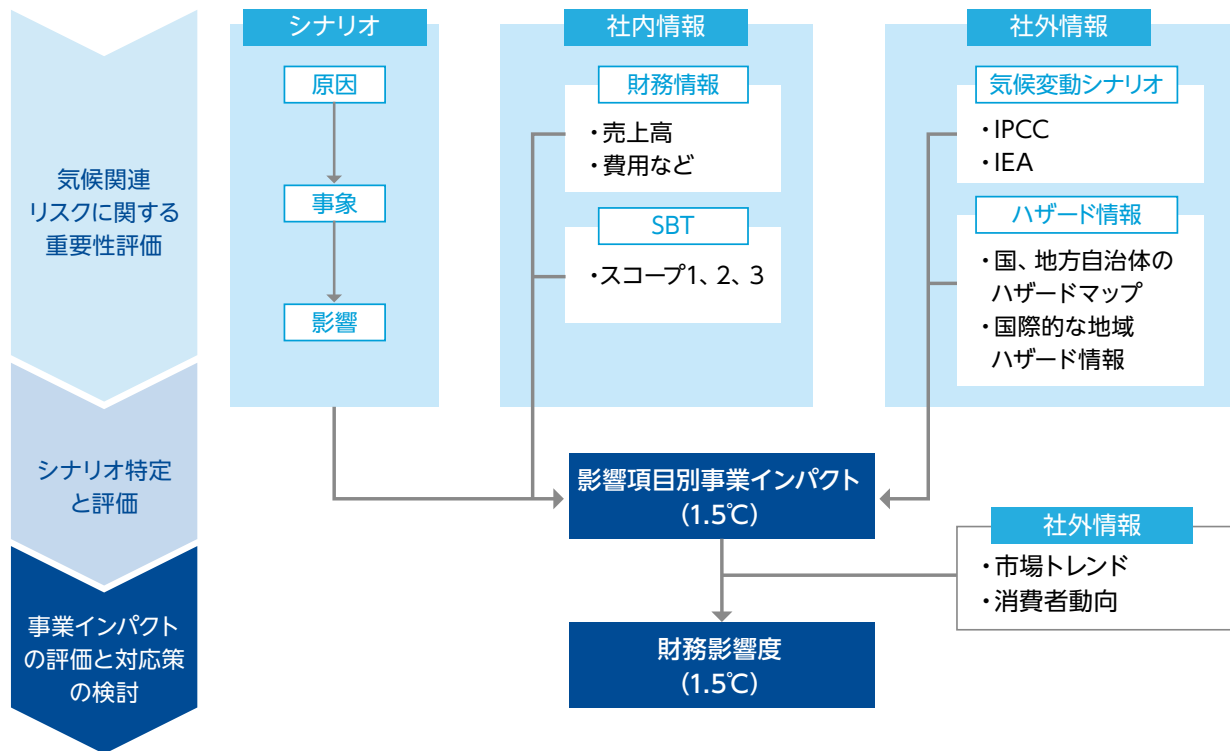 気候関連
リスクに関する
重要性評価
シナリオ特定
と評価
事業インパクト
の評価と対応策
の検討
シナリオ
原因
事象
影響
社内情報
財務情報
・売上高
・費用など
SBT
・スコープ1、2、3
社外情報
気候変動シナリオ
・IPCC
・IEA
ハザード情報
・国、地方自治体の
ハザードマップ
・国際的な地域
ハザード情報
影響項目別事業インパクト
(1.5℃)
社外情報
・市場トレンド
・消費者動向
財務影響度
(1.5℃)